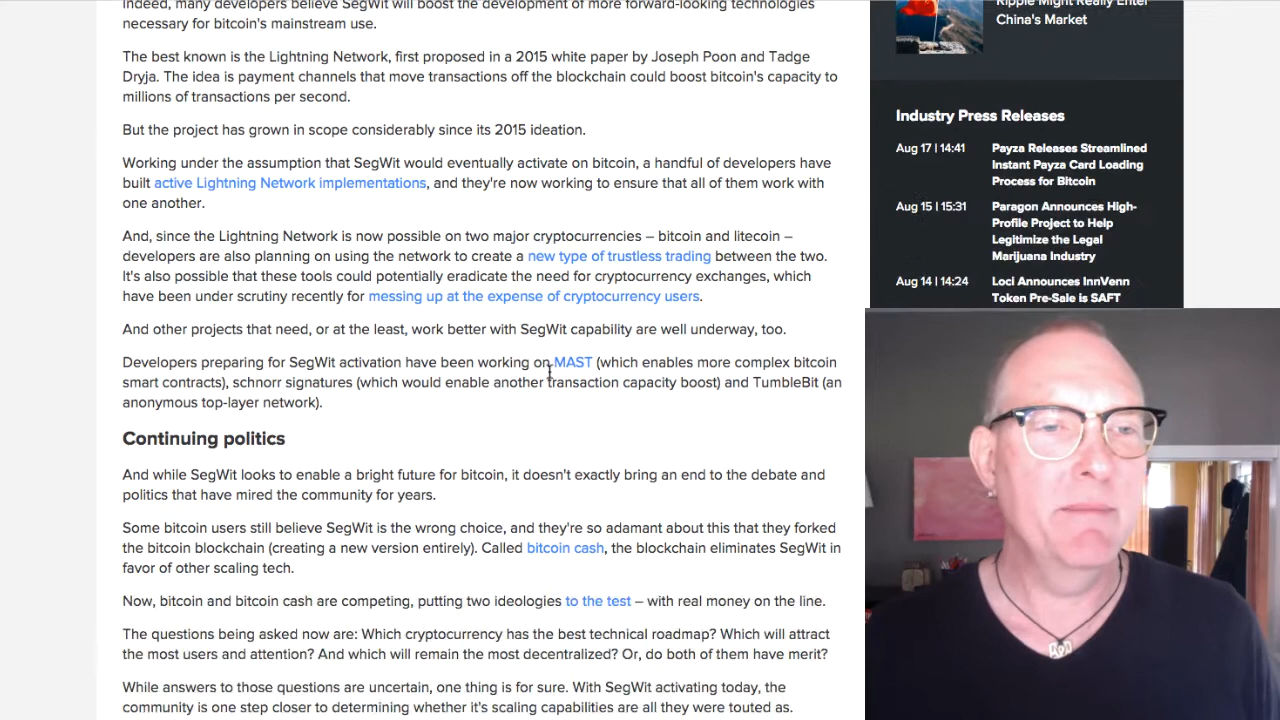 indeed, many developers believe SegWit will boost the development of more forward-looking technologies
necessary for bitcoin's mainstream use.
The best known is the Lightning Network, first proposed in a 2015 white paper by Joseph Poon and Tadge
Dryja. The idea is payment channels that move transactions off the blockchain could boost bitcoin's capacity to
millions of transactions per second.
But the project has grown in scope considerably since its 2015 ideation.
Working under the assumption that SegWit would eventually activate on bitcoin, a handful of developers have
built active Lightning Network implementations, and they're now working to ensure that all of them work with
one another.
And, since the Lightning Network is now possible on two major cryptocurrencies – bitcoin and litecoin –
developers are also planning on using the network to create a new type of trustless trading between the two.
It's also possible that these tools could potentially eradicate the need for cryptocurrency exchanges, which
have been under scrutiny recently for messing up at the expense of cryptocurrency users.
And other projects that need, or at the least, work better with SegWit capability are well underway, too.
Developers preparing for SegWit activation have been working on MAST (which enables more complex bitcoin
smart contracts), schnorr signatures (which would enable another transaction capacity boost) and TumbleBit (an
anonymous top-layer network).
Continuing politics
And while SegWit looks to enable a bright future for bitcoin, it doesn't exactly bring an end to the debate and
politics that have mired the community for years.
Some bitcoin users still believe SegWit is the wrong choice, and they're so adamant about this that they forked
the bitcoin blockchain (creating a new version entirely). Called bitcoin cash, the blockchain eliminates SegWit in
favor of other scaling tech.
Now, bitcoin and bitcoin cash are competing, putting two ideologies to the test – with real money on the line.
The questions being asked now are: Which cryptocurrency has the best technical roadmap? Which will attract
the most users and attention? And which will remain the most decentralized? Or, do both of them have merit?
While answers to those questions are uncertain, one thing is for sure. With SegWit activating today, the
community is one step closer to determining whether it's scaling capabilities are all they were touted as.
Ripple Might Really Enter
China's Market
Industry Press Releases
Aug 17 | 14:41
Payza Releases Streamlined
Instant Payza Card Loading
Process for Bitcoin
Aug 15 | 15:31
Paragon Announces High-
Profile Project to Help
Legitimize the Legal
Marijuana Industry
Aug 14 | 14:24
Loci Announces InnVenn
Token Pre-Sale is SAFT